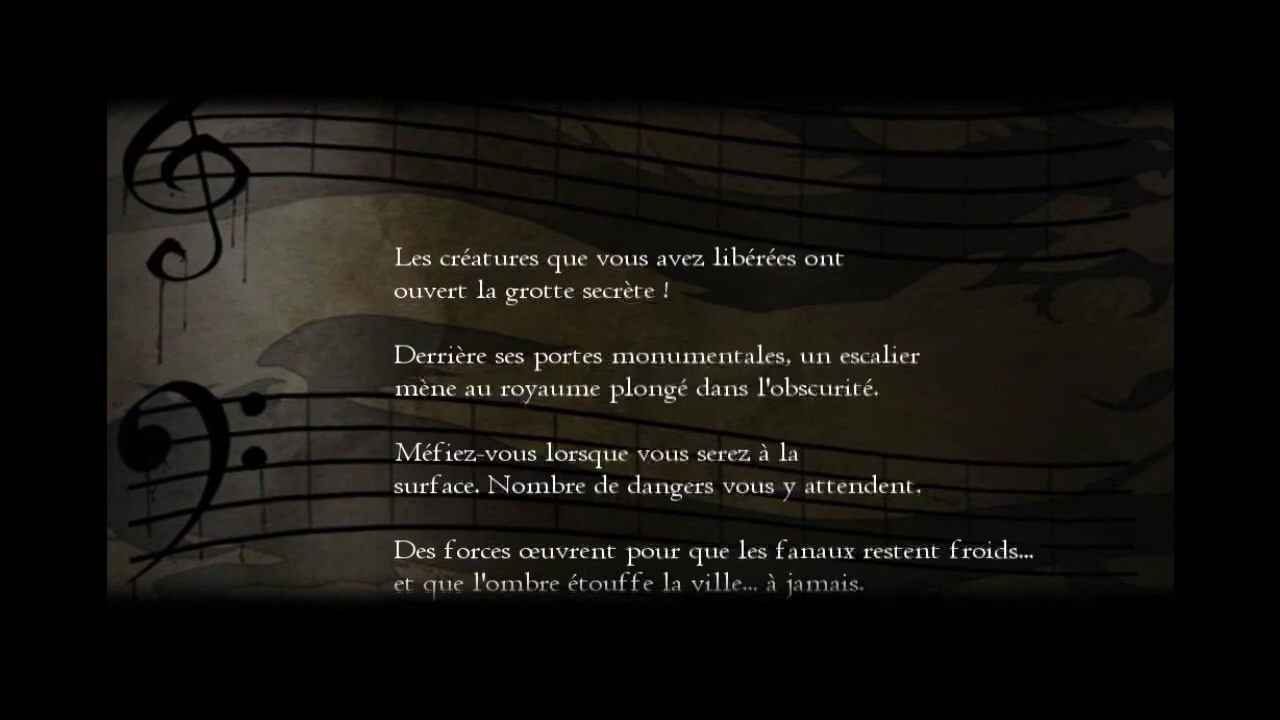 Les créatures que vous avez libérées ont
ouvert la grotte secrète !
Derrière ses portes monumentales, un escalier
mène au royaume plongé dans l'obscurité.
Méfiez-vous lorsque vous serez à la
surface. Nombre de dangers vous y attendent.
Des forces œuvrent pour que les fanaux restent froids...
et que l'ombre étouffe la ville... à jamais.